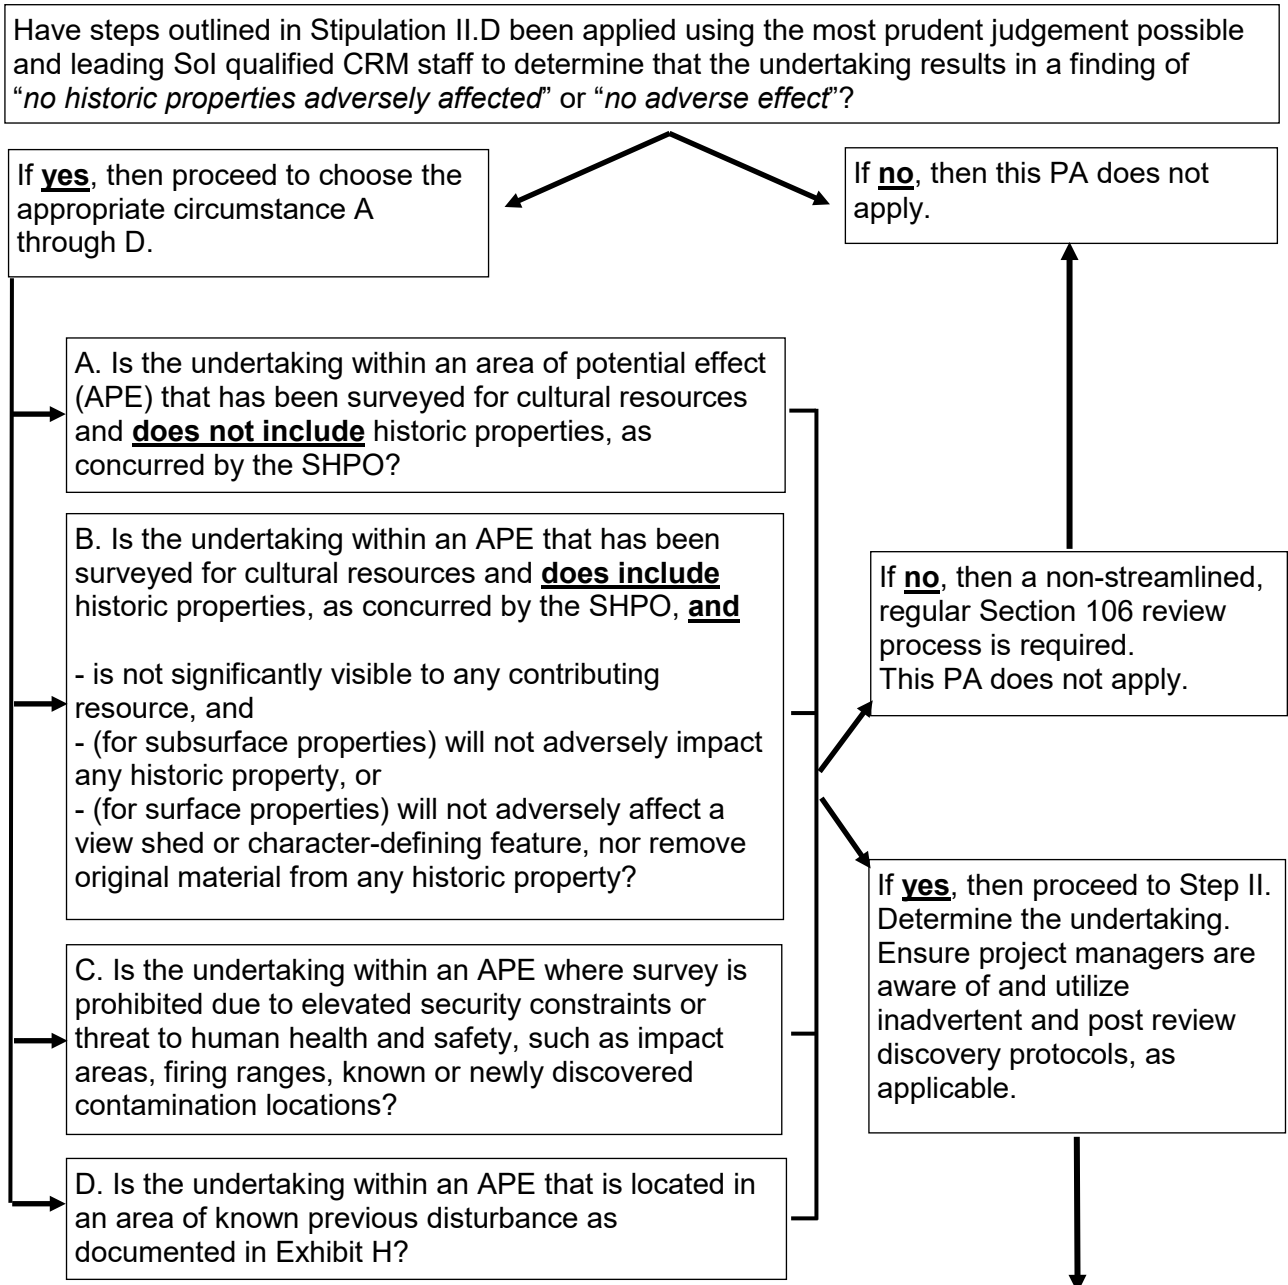 Have steps outlined in Stipulation II.D been applied using the most prudent judgement possible
and leading SoI qualified CRM staff to determine that the undertaking results in a finding of
“no historic properties adversely affected” or “no adverse effect”?
If yes, then proceed to choose the
appropriate circumstance A
through D.
If no, then this PA does not
apply.
A. Is the undertaking within an area of potential effect
(APE) that has been surveyed for cultural resources
and does not include historic properties, as
concurred by the SHPO?
B. Is the undertaking within an APE that has been
surveyed for cultural resources and does include
historic properties, as concurred by the SHPO, and
- is not significantly visible to any contributing
resource, and
- (for subsurface properties) will not adversely impact
any historic property, or
- (for surface properties) will not adversely affect a
view shed or character-defining feature, nor remove
original material from any historic property?
C. Is the undertaking within an APE where survey is
prohibited due to elevated security constraints or
threat to human health and safety, such as impact
areas, firing ranges, known or newly discovered
contamination locations?
D. Is the undertaking within an APE that is located in
an area of known previous disturbance as
documented in Exhibit H?
If no, then a non-streamlined,
regular Section 106 review
process is required.
This PA does not apply.
If yes, then proceed to Step II.
Determine the undertaking.
Ensure project managers are
aware of and utilize
inadvertent and post review
discovery protocols, as
applicable.